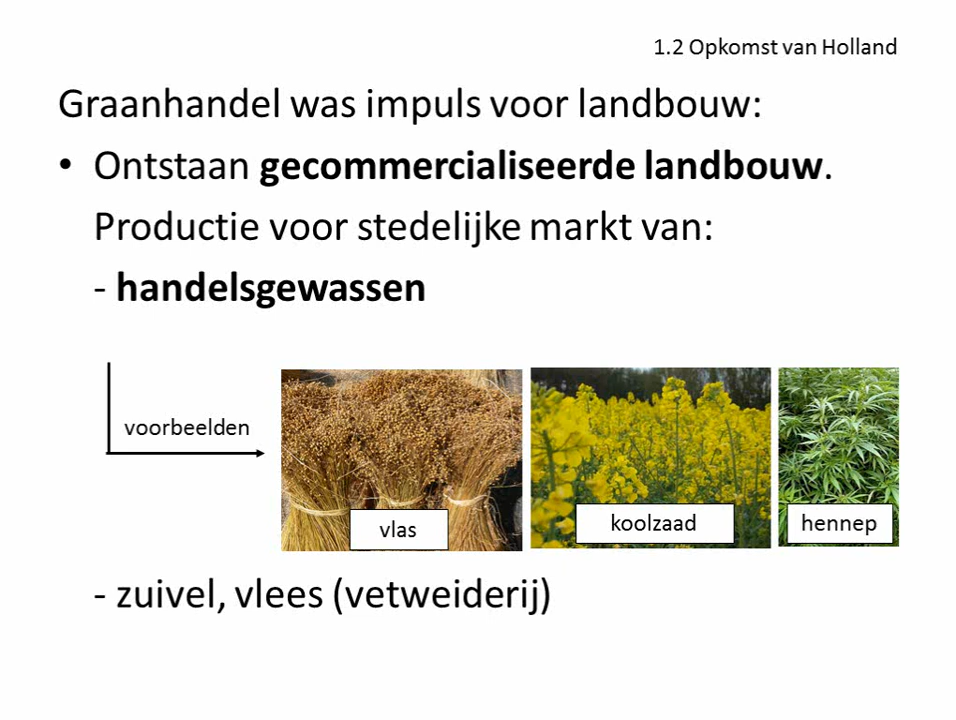 1.2 Opkomst van Holland
Graanhandel was impuls voor landbouw:
• Ontstaan gecommercialiseerde landbouw.
Productie voor stedelijke markt van:
- handelsgewassen
voorbeelden
vlas
koolzaad
hennep
- zuivel, vlees (vetweiderij)